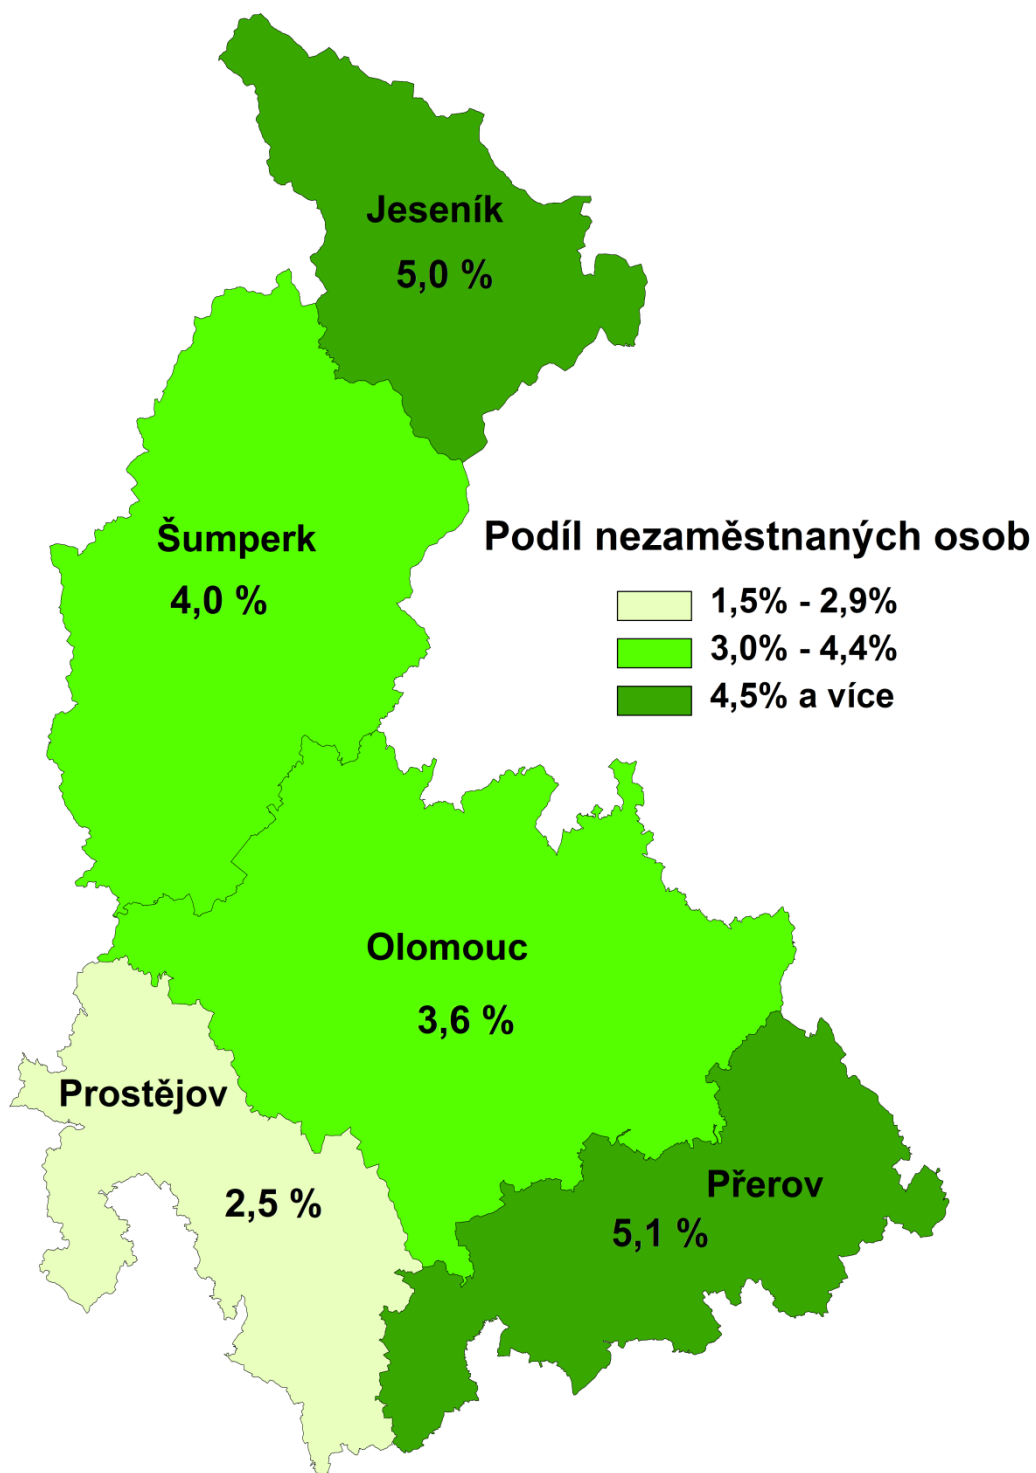 Jeseník
5,0 %
Šumperk
4,0 %
Podíl nezaměstnaných osob
1,5% - 2,9%
3,0% - 4,4%
4,5% a více
Olomouc
3,6 %
Prostějov
2,5 %
Přerov
5,1 %